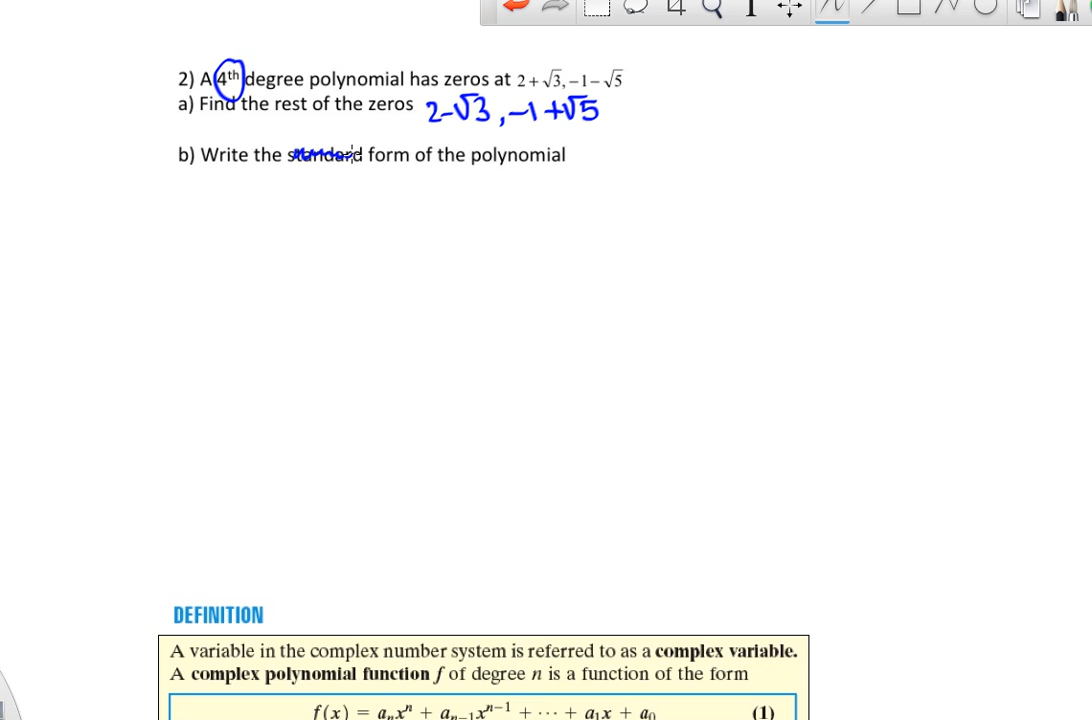 2) A 4th degree polynomial has zeros at 2 + √3, −1 − √5
a) Find the rest of the zeros 2-√3, -1+√5
b) Write the standard form of the polynomial
DEFINITION
A variable in the complex number system is referred to as a complex variable.
A complex polynomial function f of degree n is a function of the form
f(x) = aₙxⁿ + aₙ₋₁xⁿ⁻¹ + ⋯ + a₁x + a₀ (1)